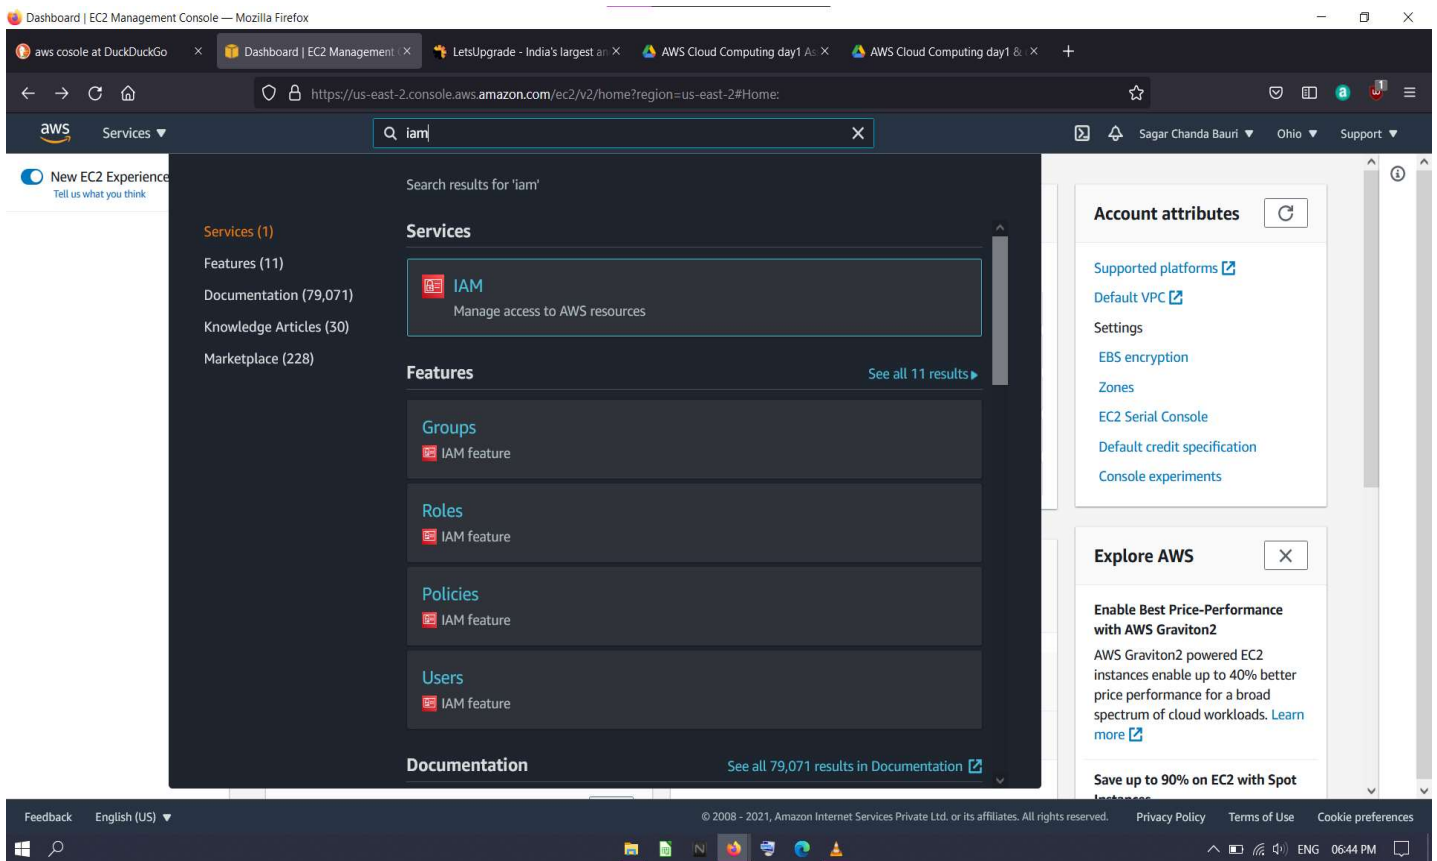 Dashboard | EC2 Management Console — Mozilla Firefox
aws cosole at DuckDuckGo
Dashboard | EC2 Management
LetsUpgrade - India's largest an
AWS Cloud Computing day1 As
AWS Cloud Computing day1 &
https://us-east-2.console.aws.amazon.com/ec2/v2/home?region=us-east-2#Home:
aws
Services
iam
Sagar Chanda Bauri
Ohio
Support
New EC2 Experience
Tell us what you think
Search results for 'iam'
Services (1)
Features (11)
Documentation (79,071)
Knowledge Articles (30)
Marketplace (228)
Services
IAM
Manage access to AWS resources
Features
See all 11 results
Groups
IAM feature
Roles
IAM feature
Policies
IAM feature
Users
IAM feature
Documentation
See all 79,071 results in Documentation
Account attributes
Supported platforms
Default VPC
Settings
EBS encryption
Zones
EC2 Serial Console
Default credit specification
Console experiments
Explore AWS
Enable Best Price-Performance
with AWS Graviton2
AWS Graviton2 powered EC2
instances enable up to 40% better
price performance for a broad
spectrum of cloud workloads. Learn
more
Save up to 90% on EC2 with Spot
Feedback
English (US)
© 2008 - 2021, Amazon Internet Services Private Ltd. or its affiliates. All rights reserved.
Privacy Policy
Terms of Use
Cookie preferences
ENG
06:44 PM